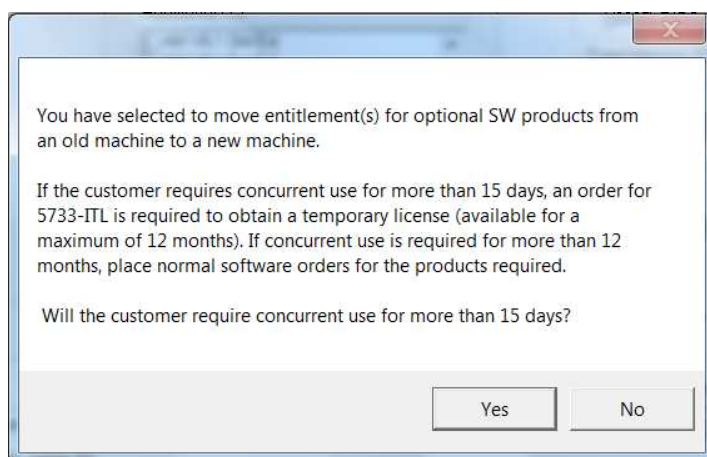 You have selected to move entitlement(s) for optional SW products from
an old machine to a new machine.
If the customer requires concurrent use for more than 15 days, an order for
5733-ITL is required to obtain a temporary license (available for a
maximum of 12 months). If concurrent use is required for more than 12
months, place normal software orders for the products required.
Will the customer require concurrent use for more than 15 days?
Yes No